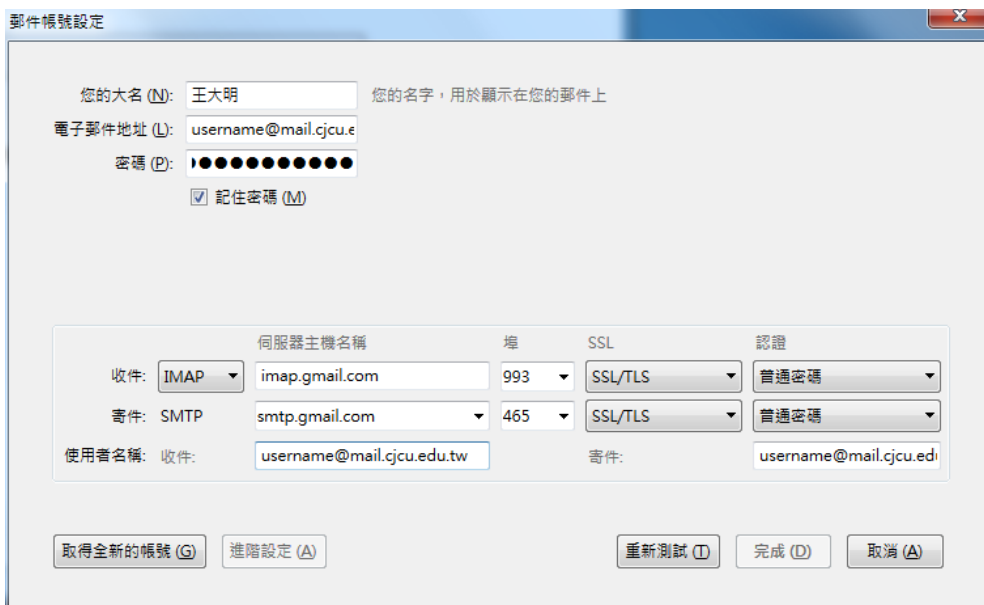 郵件帳號設定
您的大名 (N): 王大明 您的名字，用於顯示在您的郵件上
電子郵件地址 (L): username@mail.cjcu.e
密碼 (P): ●●●●●●●●●●
記住密碼 (M)
伺服器主機名稱 埠 SSL 認證
收件: IMAP imap.gmail.com 993 SSL/TLS 普通密碼
寄件: SMTP smtp.gmail.com 465 SSL/TLS 普通密碼
使用者名稱: 收件: username@mail.cjcu.edu.tw 寄件: username@mail.cjcu.edu
取得全新的帳號 (G) 進階設定 (A) 重新測試 (T) 完成 (D) 取消 (A)